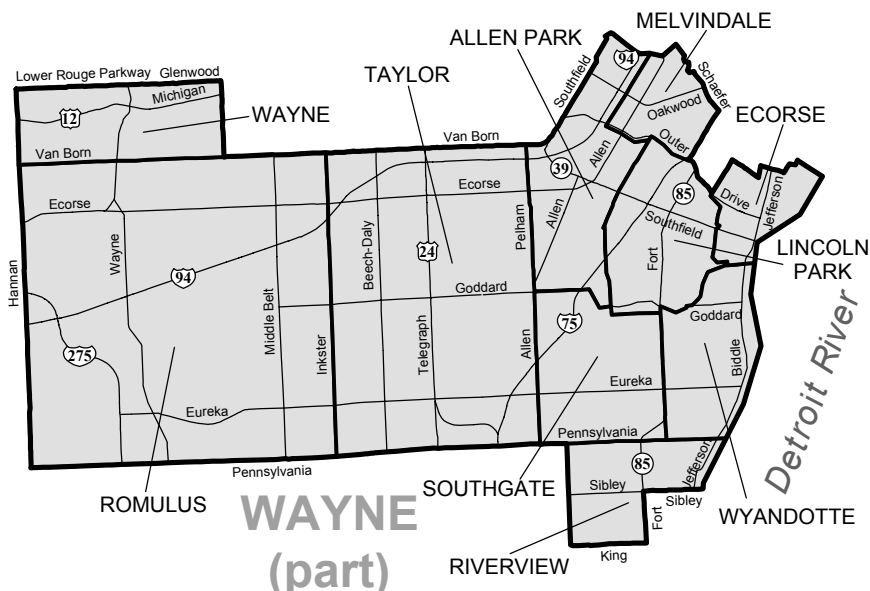 MELVINDALE
ALLEN PARK
TAYLOR
Lower Rouge Parkway Glenwood
Michigan
12
WAYNE
94
Southfield
Schaefer
Oakwood
ECORSE
Van Born
Van Born
Outer
Allen
39
85
Drive
Jefferson
Ecorse
Ecorse
Allen
Southfield
Pelham
Beech-Daly
Wayne
24
Fort
LINCOLN
PARK
Hannan
94
Middle Belt
Goddard
Goddard
275
Inkster
Telegraph
Allen
75
Biddle
Detroit River
Eureka
Eureka
Pennsylvania
Pennsylvania
85
Jefferson
SOUTHGATE
Sibley
Sibley
ROMULUS
WAYNE
(part)
Fort
WYANDOTTE
RIVERVIEW
King